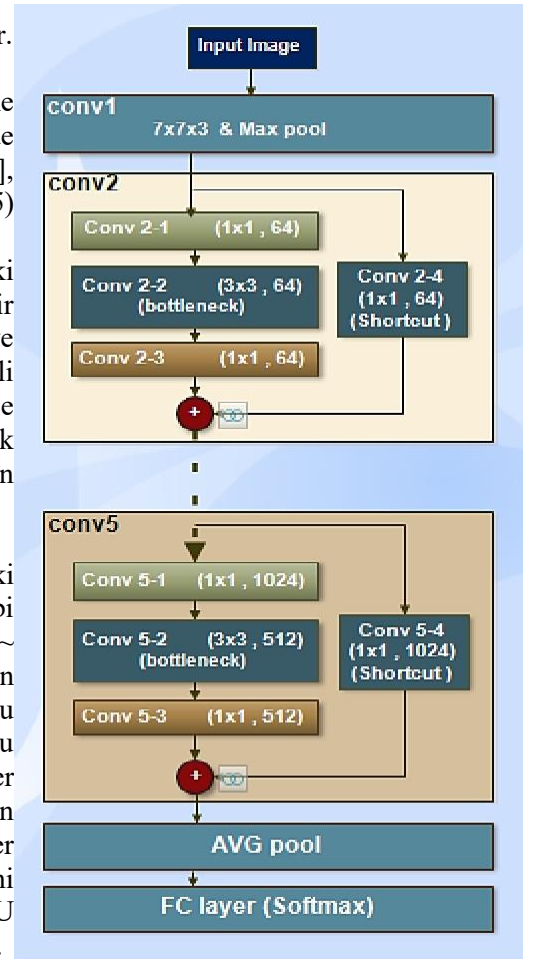 r.
Input Image
conv1
7x7x3 & Max pool
conv2
Conv 2-1 (1x1 , 64)
Conv 2-2 (3x3 , 64)
(bottleneck)
Conv 2-3 (1x1 , 64)
Conv 2-4
(1x1 , 64)
(Shortcut )
+
conv5
Conv 5-1 (1x1 , 1024)
Conv 5-2 (3x3 , 512)
(bottleneck)
Conv 5-3 (1x1 , 512)
Conv 5-4
(1x1 , 1024)
(Shortcut )
+
AVG pool
FC layer (Softmax)